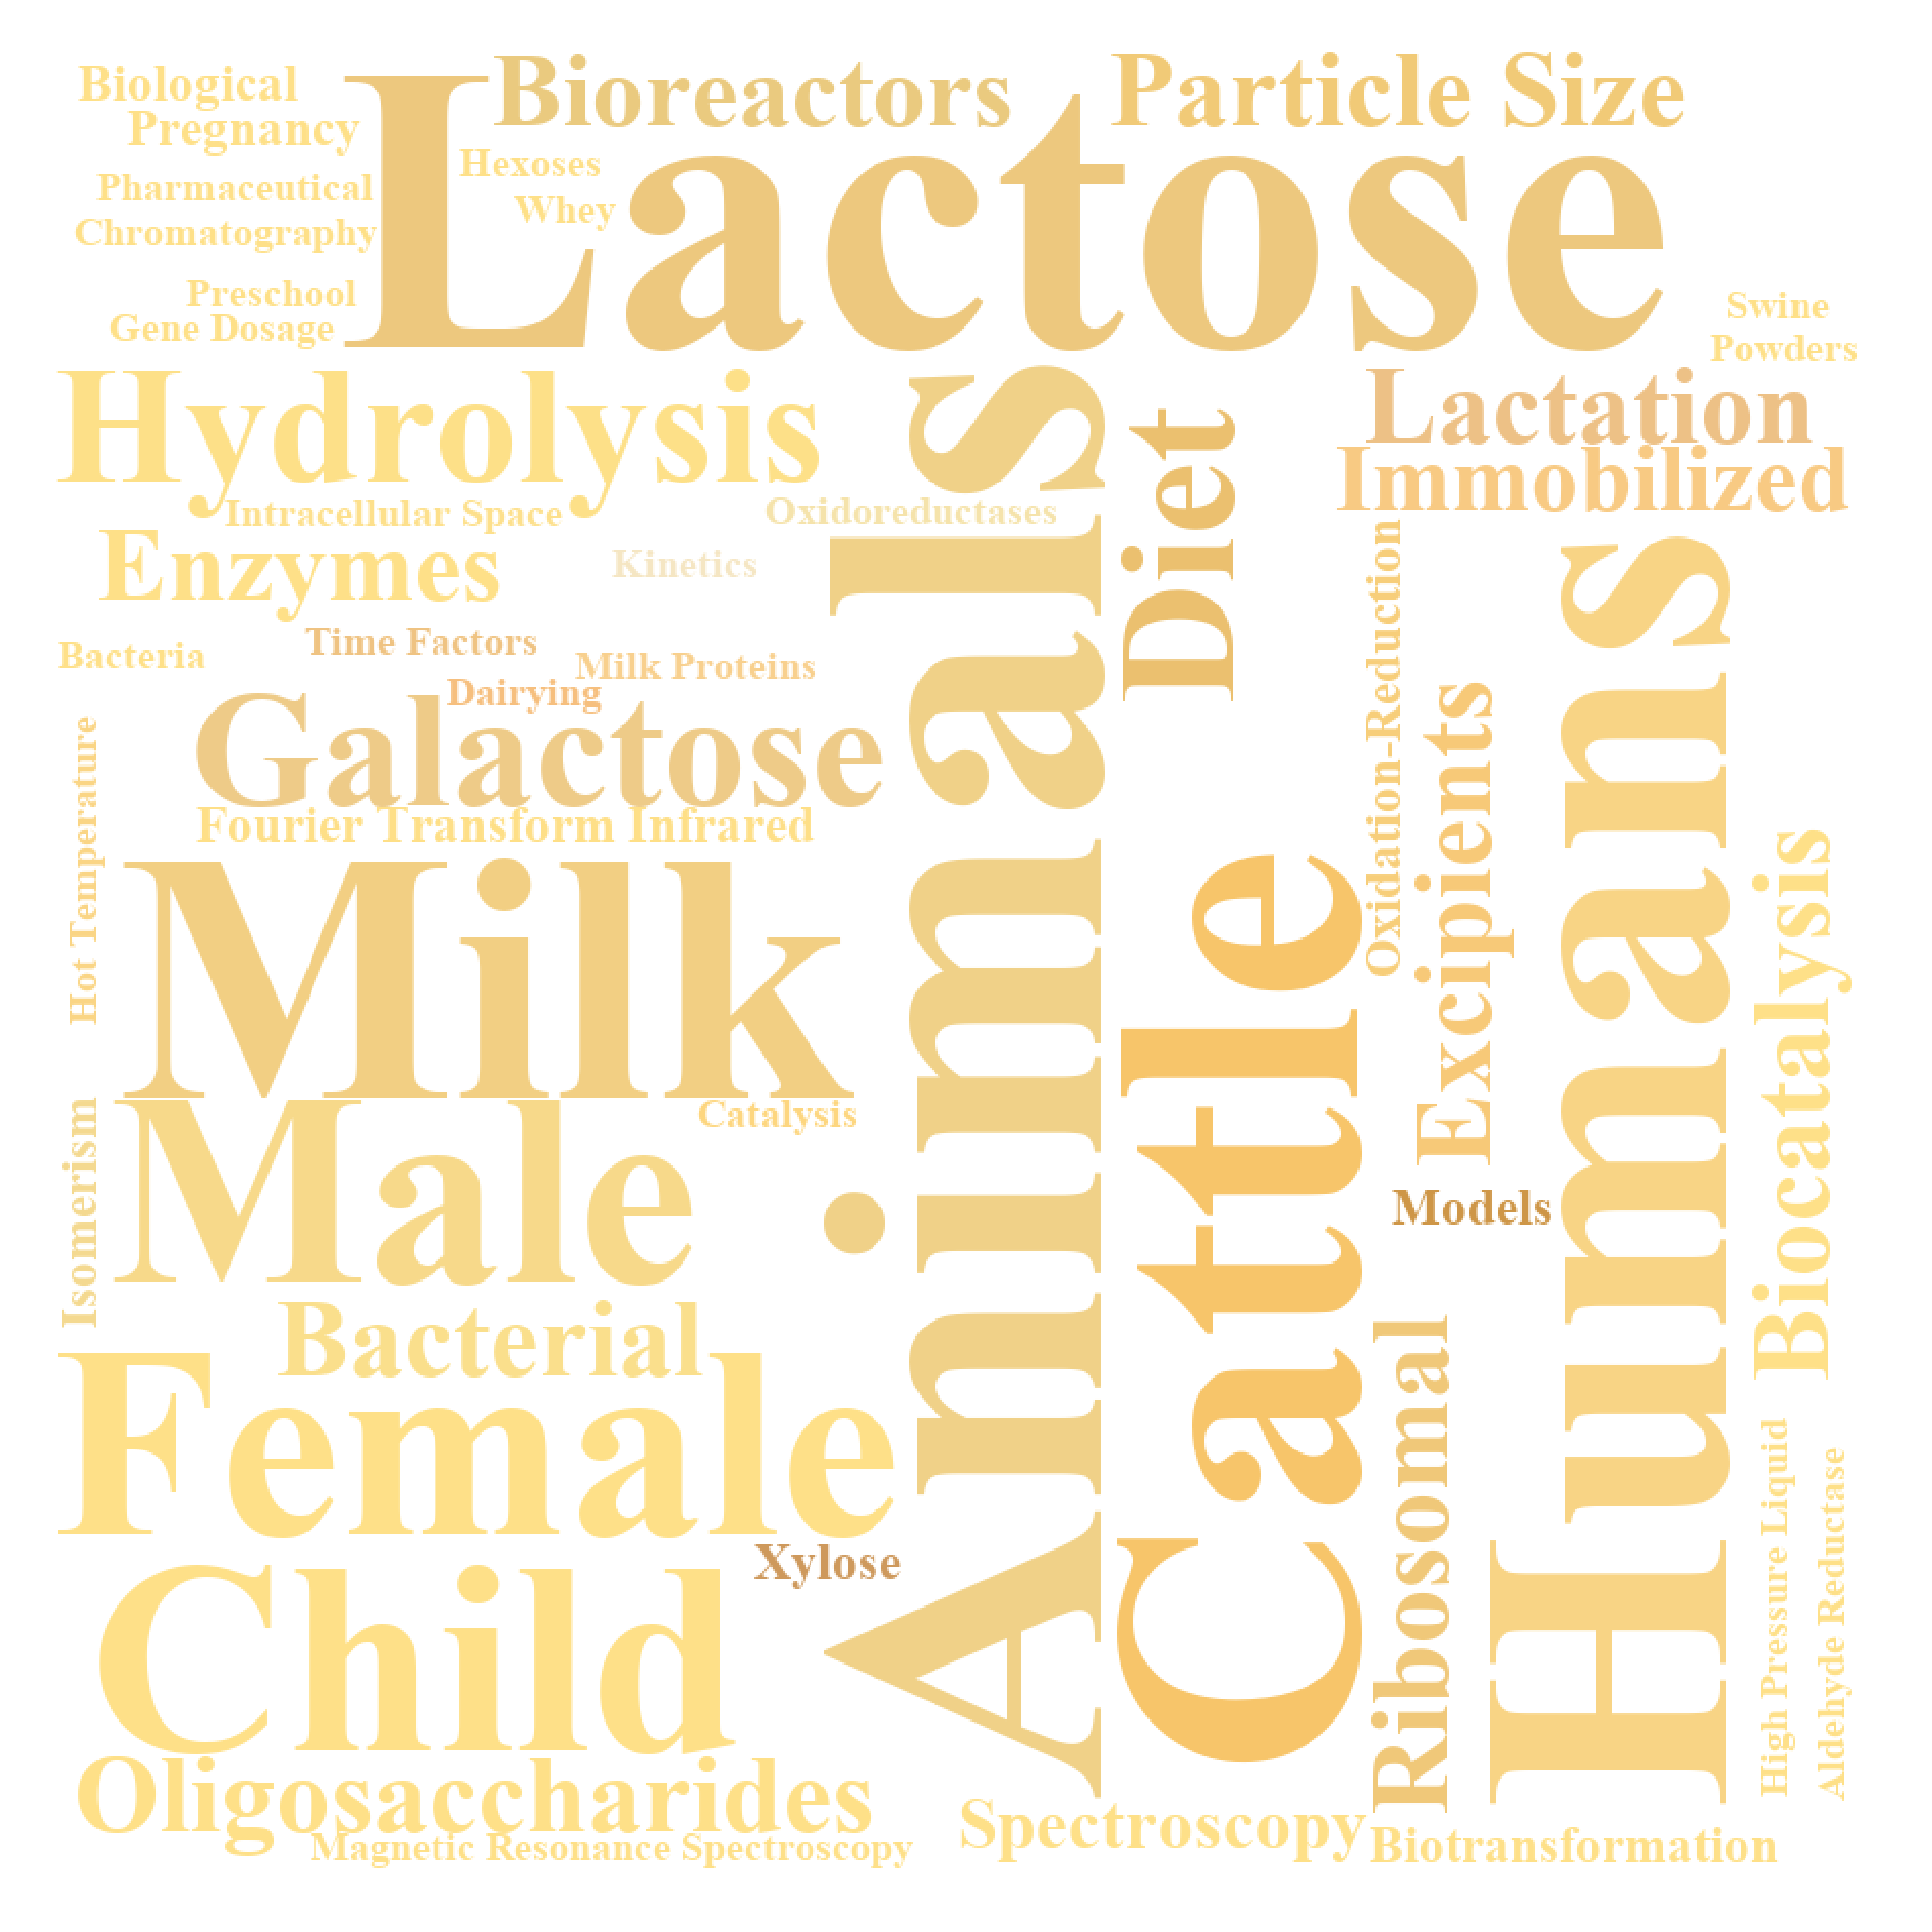 Biological
Bioreactors
Particle Size
Pregnancy
Lactose
Hexoses
Pharmaceutical
Whey
Chromatography
Preschool
Gene Dosage
Swine
Powders
Hydrolysis
Lactation
Immobilized
Intracellular Space
Oxidoreductases
Enzymes
Kinetics
Diet
Bacteria
Time Factors
Milk Proteins
Dairying
Galactose
Fourier Transform Infrared
Hot Temperature
Milk
Animals
Cattle
Oxidation-Reduction
Excipients
Humans
Biocatalysis
Catalysis
Male
Isomerism
Models
Bacterial
Female
Xylose
Child
Ribosomal
High Pressure Liquid
Aldehyde Reductase
Oligosaccharides
Magnetic Resonance Spectroscopy
Spectroscopy
Biotransformation